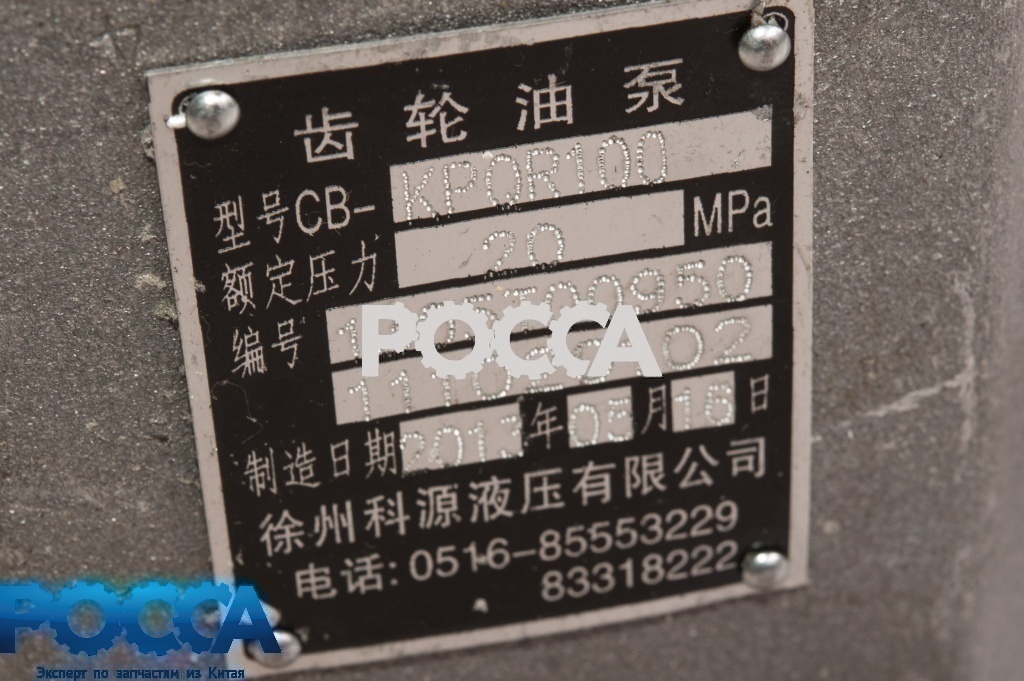 齿轮油泵
型号CB-KPQR100
额定压力 20 MPa
编号
制造日期 年 05 月 16 日
徐州科源液压有限公司
电话:0516-85553229
83318222
РОССА
РОССА
Эксперт по запчастям из Китая